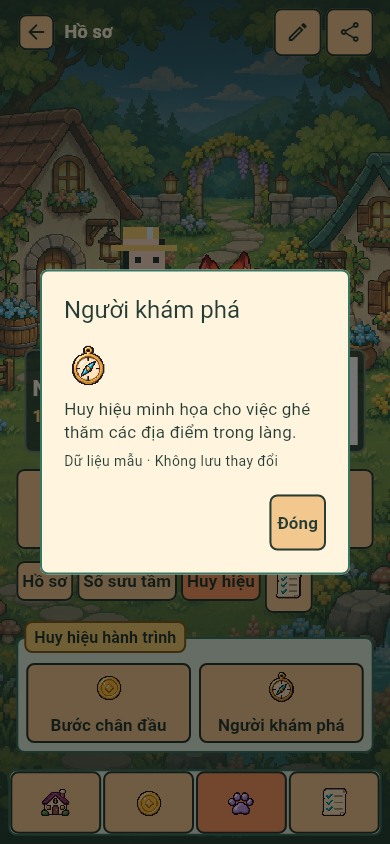 Hồ sơ
Người khám phá
Huy hiệu minh họa cho việc ghé
thăm các địa điểm trong làng.
Dữ liệu mẫu · Không lưu thay đổi
Đóng
Hồ sơ
Sổ sưu tầm
Huy hiệu
Huy hiệu hành trình
Bước chân đầu
Người khám phá